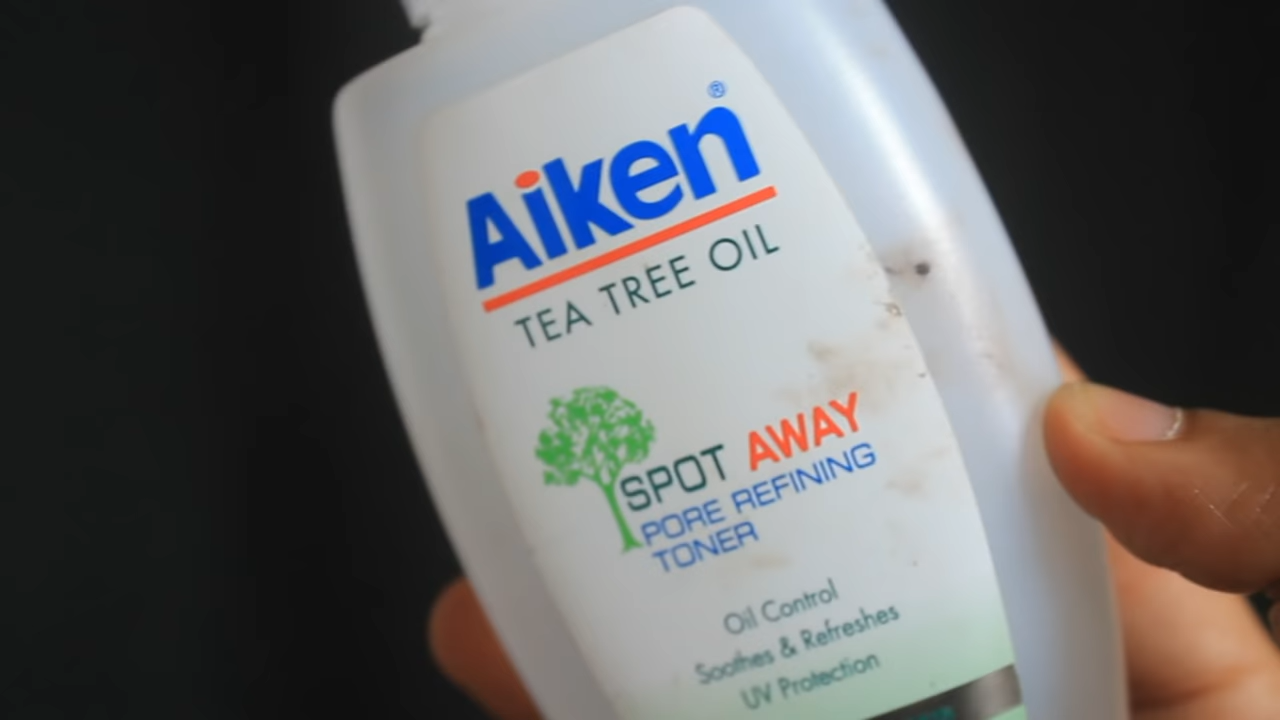 Aiken®
TEA TREE OIL
SPOT AWAY
PORE REFINING
TONER
Oil Control
Soothes & Refreshes
UV Protection